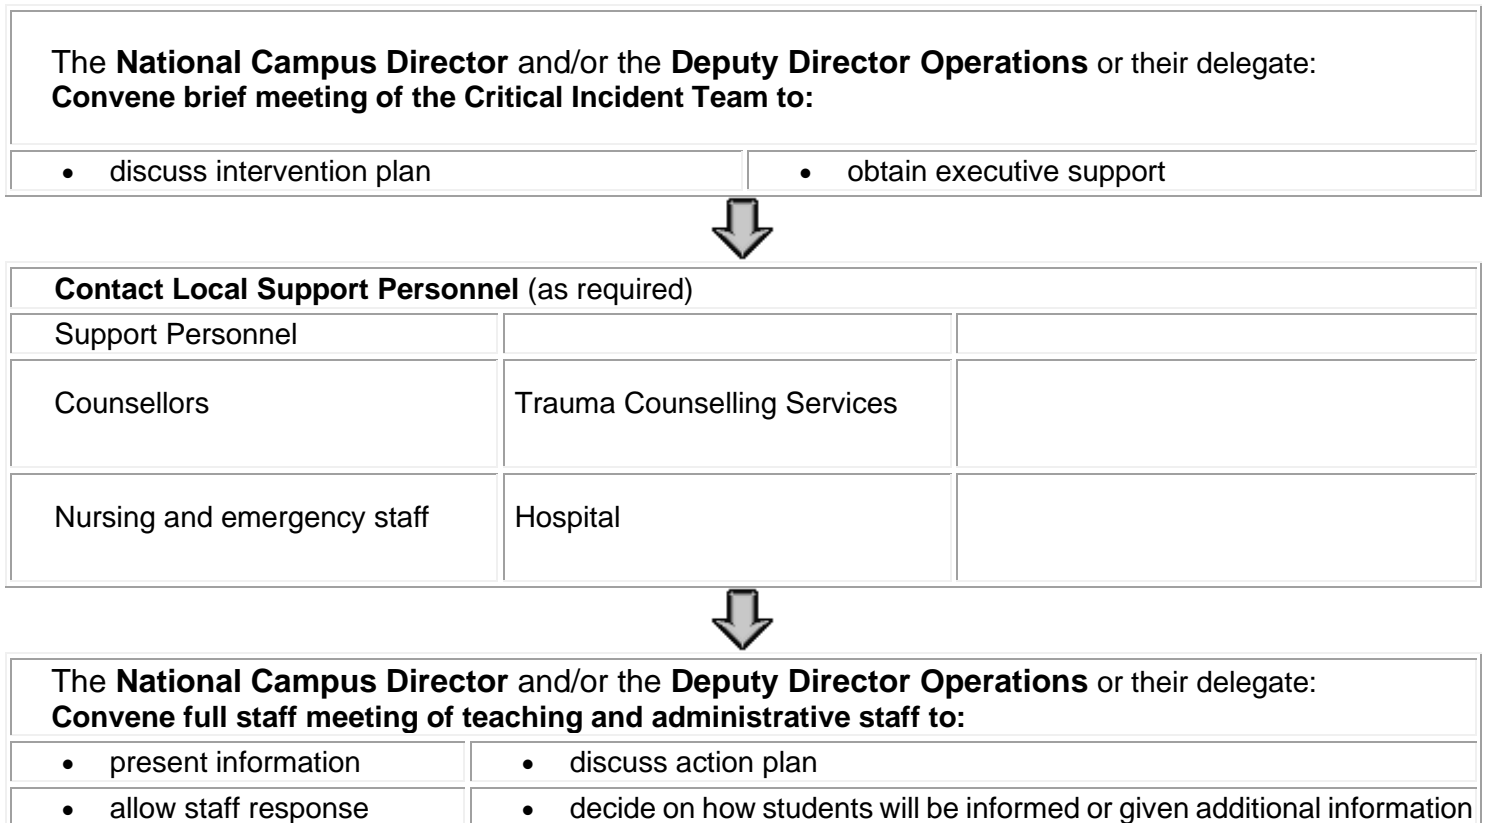 The National Campus Director and/or the Deputy Director Operations or their delegate:
Convene brief meeting of the Critical Incident Team to:
• discuss intervention plan
• obtain executive support
Contact Local Support Personnel (as required)
Support Personnel
Counsellors
Trauma Counselling Services
Nursing and emergency staff
Hospital
The National Campus Director and/or the Deputy Director Operations or their delegate:
Convene full staff meeting of teaching and administrative staff to:
• present information
• discuss action plan
• allow staff response
• decide on how students will be informed or given additional information